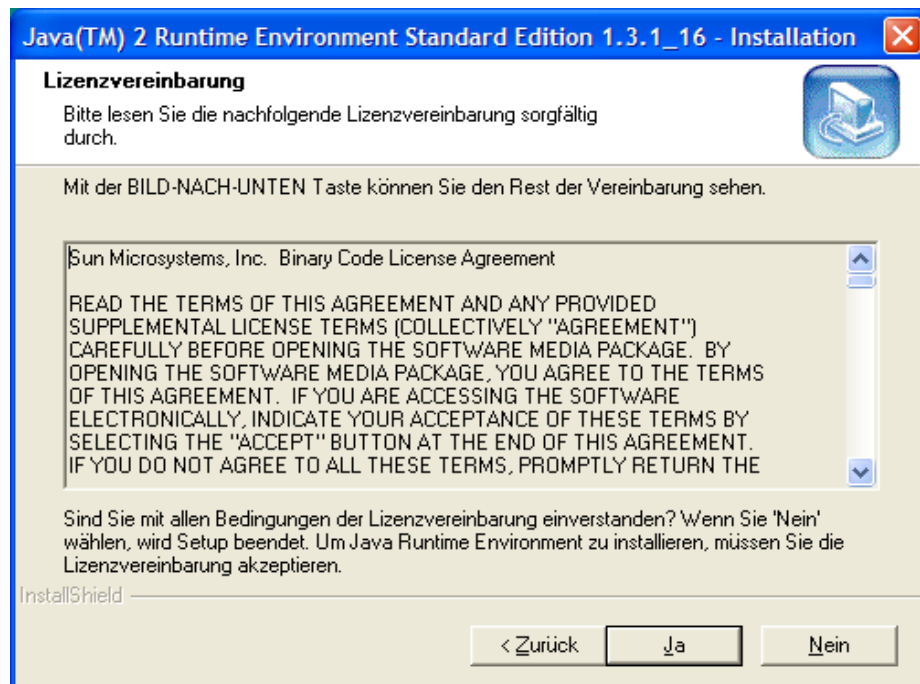 Java(TM) 2 Runtime Environment Standard Edition 1.3.1_16 - Installation
Lizenzvereinbarung
Bitte lesen Sie die nachfolgende Lizenzvereinbarung sorgfältig
durch.
Mit der BILD-NACH-UNTEN Taste können Sie den Rest der Vereinbarung sehen.
Sun Microsystems, Inc. Binary Code License Agreement
READ THE TERMS OF THIS AGREEMENT AND ANY PROVIDED
SUPPLEMENTAL LICENSE TERMS (COLLECTIVELY "AGREEMENT")
CAREFULLY BEFORE OPENING THE SOFTWARE MEDIA PACKAGE. BY
OPENING THE SOFTWARE MEDIA PACKAGE, YOU AGREE TO THE TERMS
OF THIS AGREEMENT. IF YOU ARE ACCESSING THE SOFTWARE
ELECTRONICALLY, INDICATE YOUR ACCEPTANCE OF THESE TERMS BY
SELECTING THE "ACCEPT" BUTTON AT THE END OF THIS AGREEMENT.
IF YOU DO NOT AGREE TO ALL THESE TERMS, PROMPTLY RETURN THE
Sind Sie mit allen Bedingungen der Lizenzvereinbarung einverstanden? Wenn Sie 'Nein'
wählen, wird Setup beendet. Um Java Runtime Environment zu installieren, müssen Sie die
Lizenzvereinbarung akzeptieren.
InstallShield
< Zurück
Ja
Nein